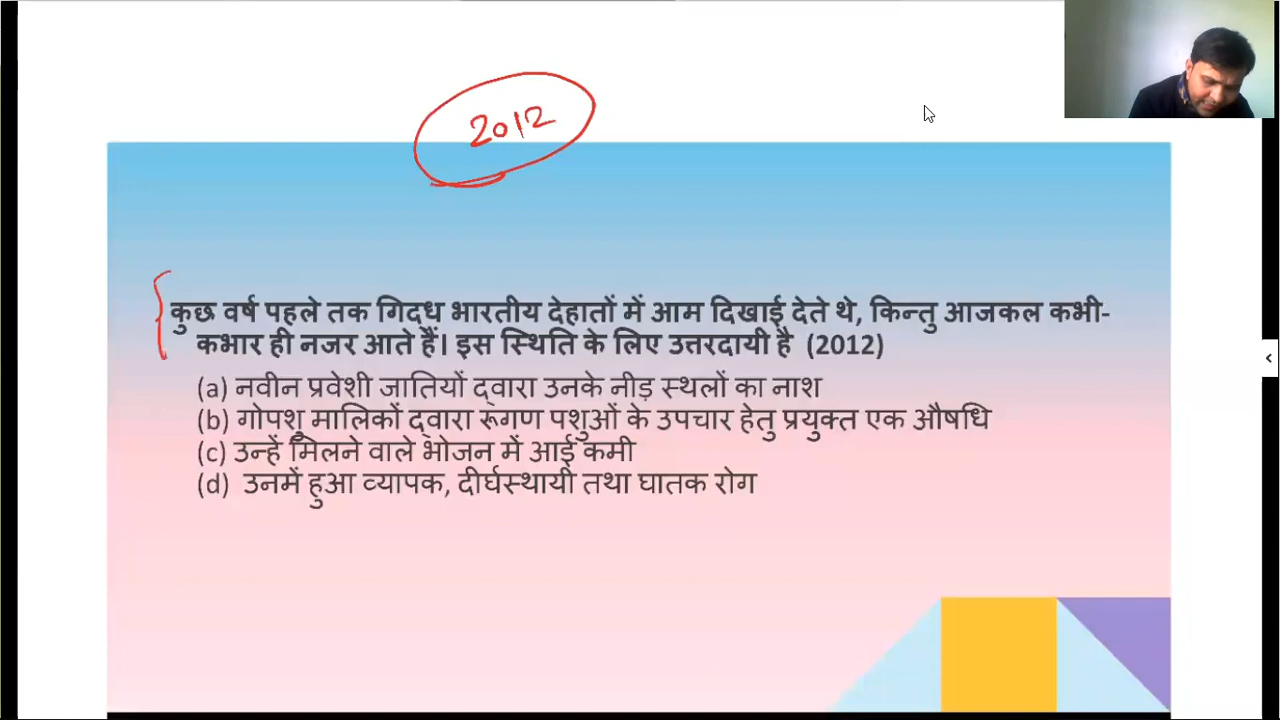 2012
कुछ वर्ष पहले तक गिद्ध भारतीय देहातों में आम दिखाई देते थे, किन्तु आजकल कभी-
कभार ही नजर आते हैं। इस स्थिति के लिए उत्तरदायी है (2012)
(a) नवीन प्रवेशी जातियों द्वारा उनके नीड़ स्थलों का नाश
(b) गोपशु मालिकों द्वारा रूगण पशुओं के उपचार हेतु प्रयुक्त एक औषधि
(c) उन्हें मिलने वाले भोजन में आई कमी
(d) उनमें हुआ व्यापक, दीर्घस्थायी तथा घातक रोग